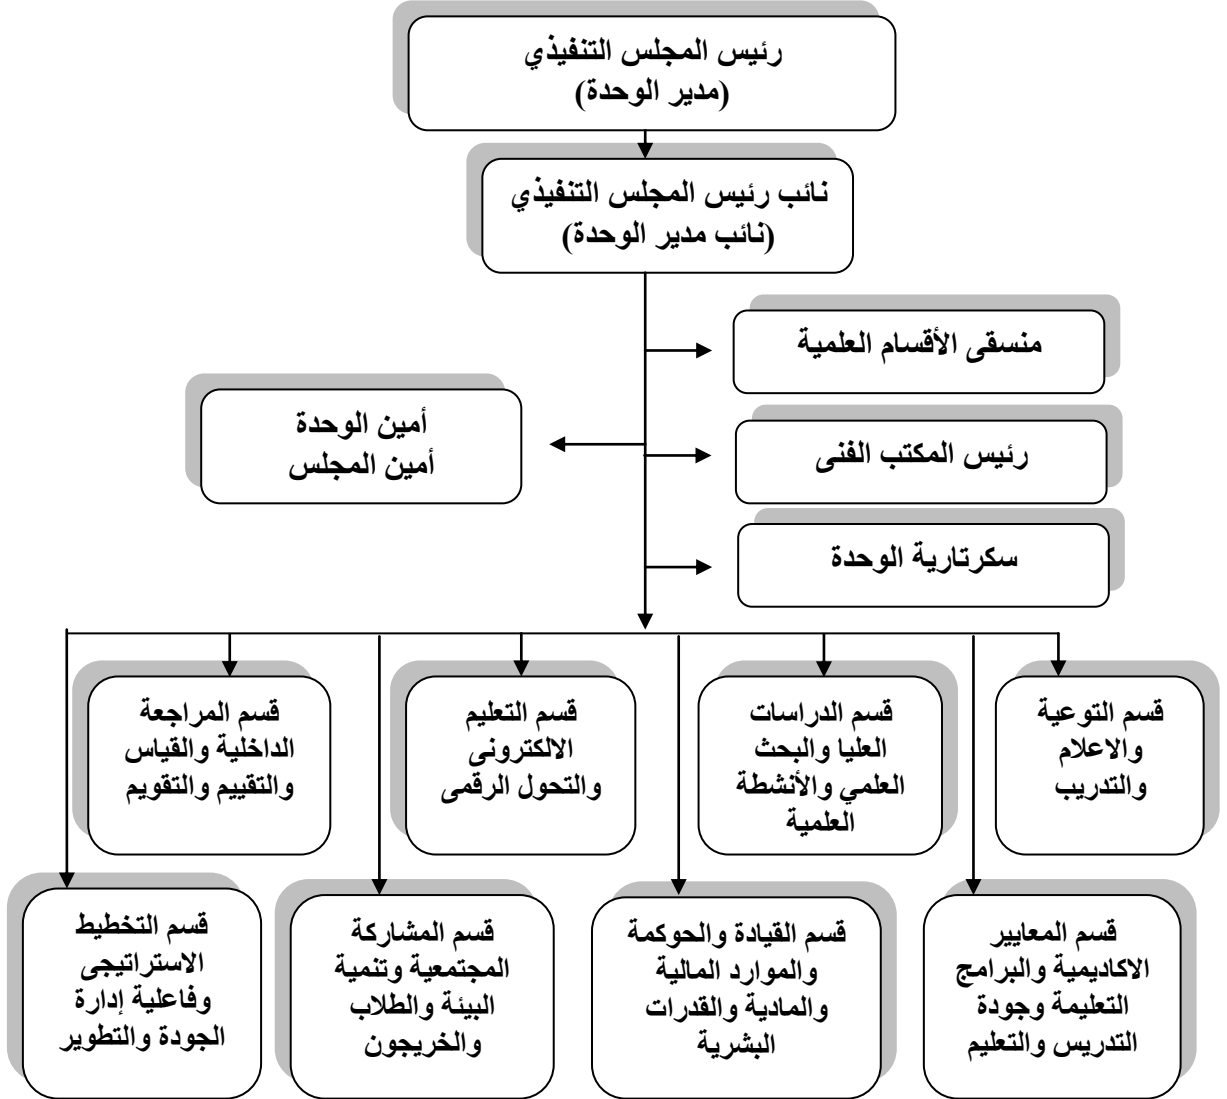 رئيس المجلس التنفيذي
(مدير الوحدة)
نائب رئيس المجلس التنفيذي
(نائب مدير الوحدة)
منسقى الأقسام العلمية
أمين الوحدة
أمين المجلس
رئيس المكتب الفنى
سكرتارية الوحدة
قسم التوعية
والاعلام
والتدريب
قسم الدراسات
العليا والبحث
العلمي والأنشطة
العلمية
قسم التعليم
الالكترونى
والتحول الرقمى
قسم المراجعة
الداخلية والقياس
والتقييم والتقويم
قسم المعايير
الاكاديمية والبرامج
التعليمة وجودة
التدريس والتعليم
قسم القيادة والحوكمة
والموارد المالية
والمادية والقدرات
البشرية
قسم المشاركة
المجتمعية وتنمية
البيئة والطلاب
والخريجون
قسم التخطيط
الاستراتيجى
وفاعلية إدارة
الجودة والتطوير